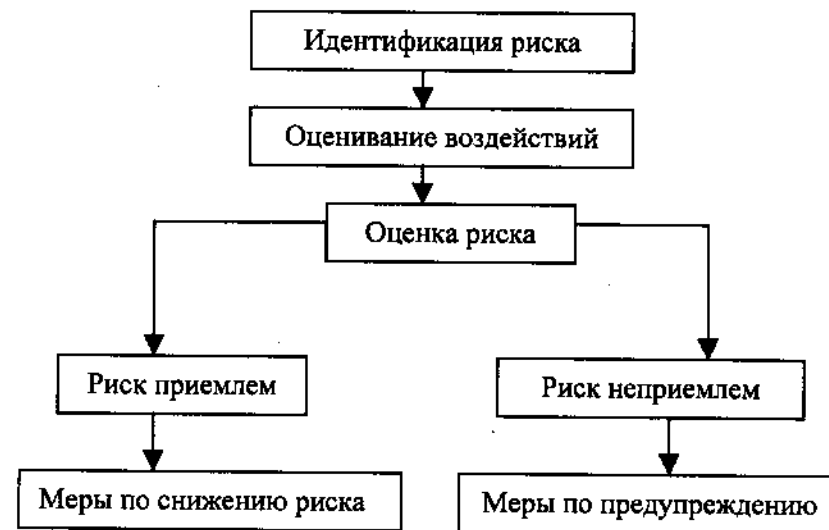 Идентификация риска
Оценивание воздействий
Оценка риска
Риск приемлем
Риск неприемлем
Меры по снижению риска
Меры по предупреждению